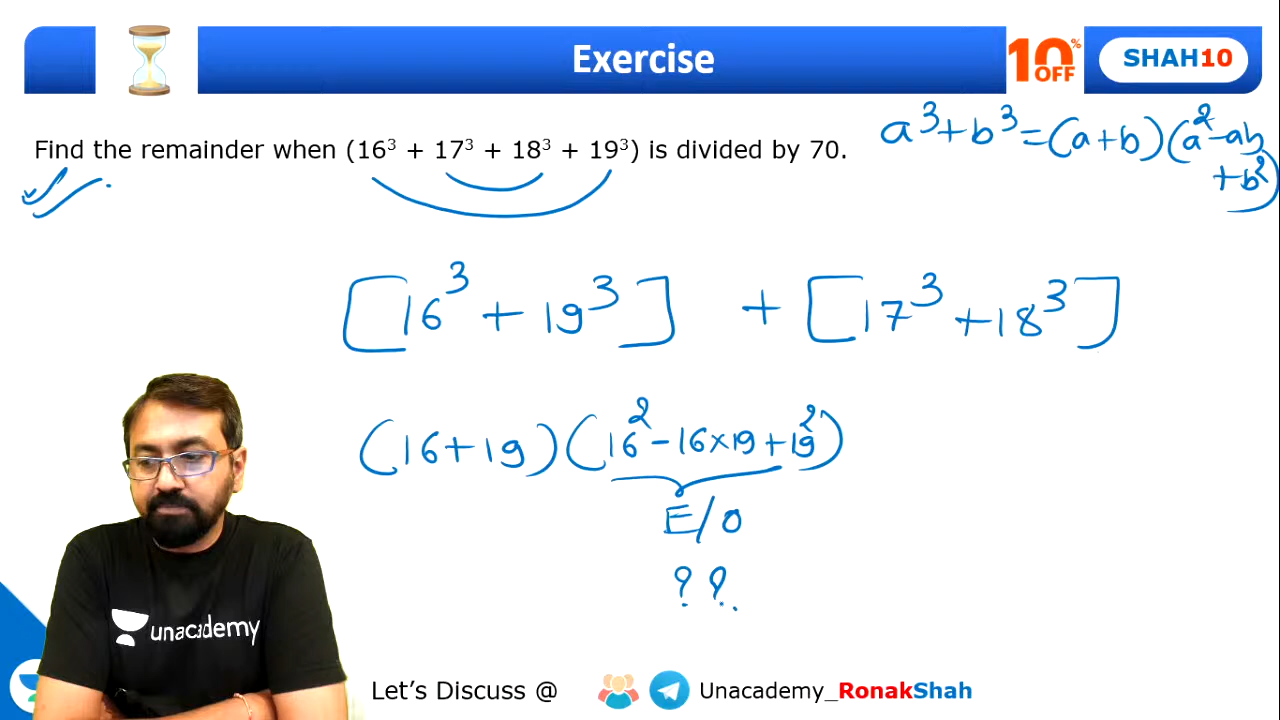 Exercise
10% OFF
SHAH10
Find the remainder when (16³ + 17³ + 18³ + 19³) is divided by 70.
a³+b³=(a+b)(a²-ab
+b²)
[16³ + 19³] + [17³ + 18³]
(16+19)(16²-16×19+19²)
E/O
??
unacademy
Let's Discuss @ Unacademy_RonakShah